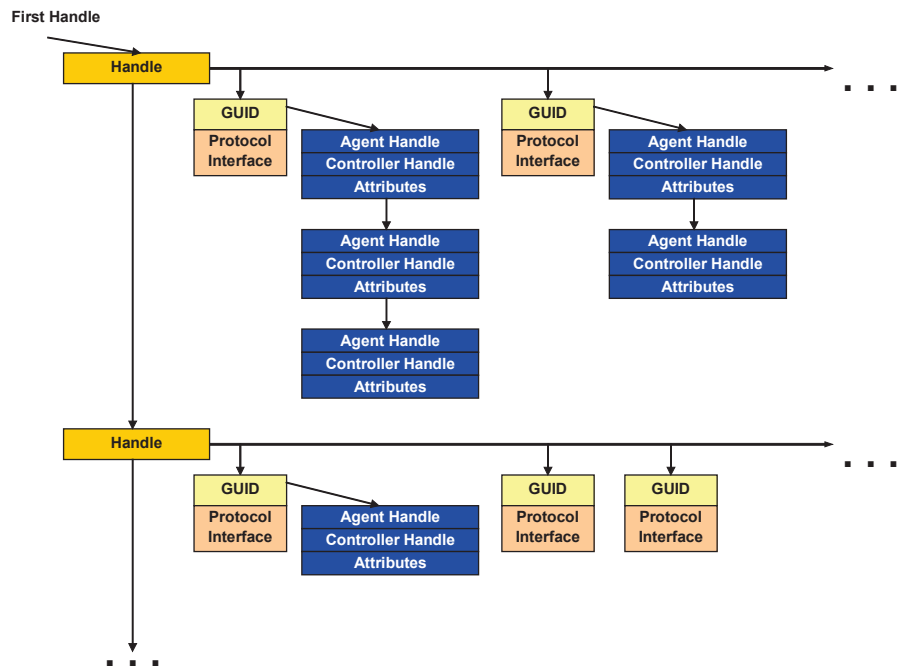 First Handle
Handle
. . .
GUID
Protocol
Interface
Agent Handle
Controller Handle
Attributes
Agent Handle
Controller Handle
Attributes
Agent Handle
Controller Handle
Attributes
GUID
Protocol
Interface
Agent Handle
Controller Handle
Attributes
Agent Handle
Controller Handle
Attributes
Handle
. . .
GUID
Protocol
Interface
Agent Handle
Controller Handle
Attributes
GUID
Protocol
Interface
GUID
Protocol
Interface
. . .